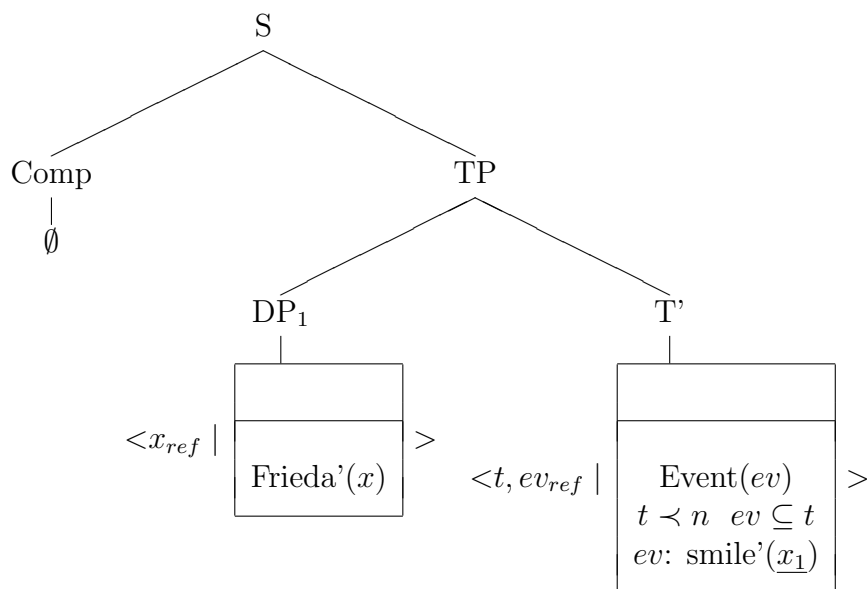 S
Comp TP
∅
DP₁ T’
<x_ref | >
Frieda’(x)
<t, ev_ref | >
Event(ev)
t ≺ n ev ⊆ t
ev: smile’(x₁)